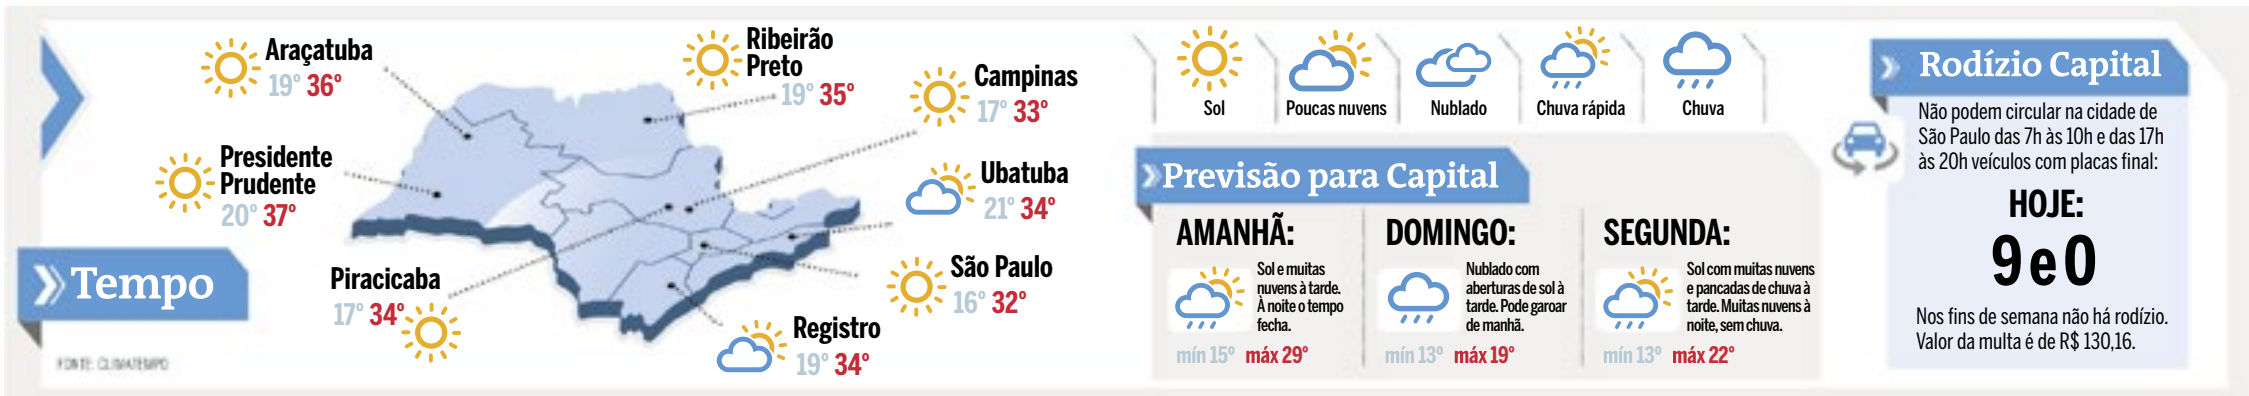 Araçatuba
19° 36°
Presidente
Prudente
20° 37°
Tempo
FONTE: CLIMATEMPO
Piracicaba
17° 34°
Ribeirão
Preto
19° 35°
Campinas
17° 33°
Ubatuba
21° 34°
São Paulo
16° 32°
Registro
19° 34°
Sol
Poucas nuvens
Nublado
Chuva rápida
Chuva
Previsão para Capital
AMANHÃ:
Sol e muitas
nuvens à tarde.
À noite o tempo
fecha.
mín 15° máx 29°
DOMINGO:
Nublado com
aberturas de sol à
tarde. Pode garoar
de manhã.
mín 13° máx 19°
SEGUNDA:
Sol com muitas nuvens
e pancadas de chuva à
tarde. Muitas nuvens à
noite, sem chuva.
mín 13° máx 22°
Rodízio Capital
Não podem circular na cidade de
São Paulo das 7h às 10h e das 17h
às 20h veículos com placas final:
HOJE:
9 e 0
Nos fins de semana não há rodízio.
Valor da multa é de R$ 130,16.